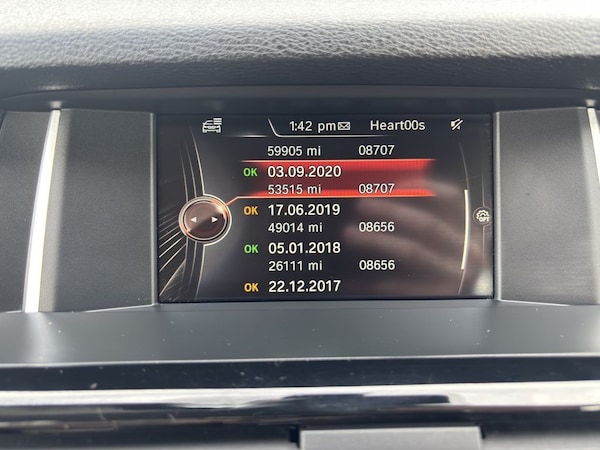 1:42 pm Heart00s
59905 mi 08707
OK 03.09.2020
53515 mi 08707
OK 17.06.2019
49014 mi 08656
OK 05.01.2018
26111 mi 08656
OK 22.12.2017
OFF